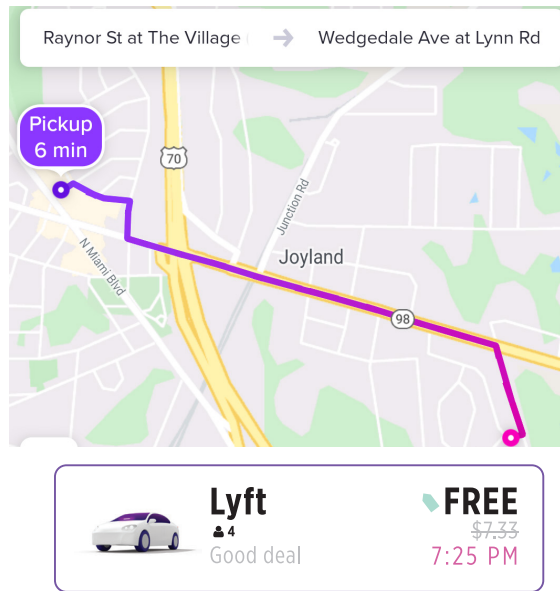 Raynor St at The Village
Wedgedale Ave at Lynn Rd
Pickup
6 min
70
Junction Rd
Joyland
N Miami Blvd
98
Lyft
FREE
4
$7.33
Good deal
7:25 PM